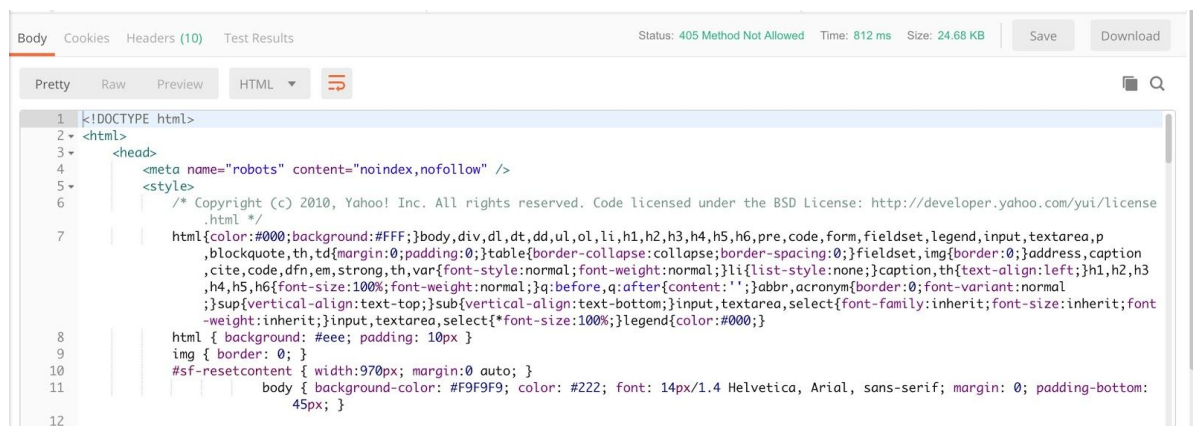 Body Cookies Headers (10) Test Results Status: 405 Method Not Allowed Time: 812 ms Size: 24.68 KB Save Download
Pretty Raw Preview HTML
1 <!DOCTYPE html>
2 <html>
3 <head>
4 <meta name="robots" content="noindex,nofollow" />
5 <style>
6 /* Copyright (c) 2010, Yahoo! Inc. All rights reserved. Code licensed under the BSD License: http://developer.yahoo.com/yui/license
.html */
7 html{color:#000;background:#FFF;}body,div,dl,dt,dd,ul,ol,li,h1,h2,h3,h4,h5,h6,pre,code,form,fieldset,legend,input,textarea,p
,blockquote,th,td{margin:0;padding:0;}table{border-collapse:collapse;border-spacing:0;}fieldset,img{border:0;}address,caption
,cite,code,dfn,em,strong,th,var{font-style:normal;font-weight:normal;}li{list-style:none;}caption,th{text-align:left;}h1,h2,h3
,h4,h5,h6{font-size:100%;font-weight:normal;}q:before,q:after{content:'';}abbr,acronym{border:0;font-variant:normal
;}sup{vertical-align:text-top;}sub{vertical-align:text-bottom;}input,textarea,select{font-family:inherit;font-size:inherit;font
-weight:inherit;}input,textarea,select{*font-size:100%;}legend{color:#000;}
8 html { background: #eee; padding: 10px }
9 img { border: 0; }
10 #sf-resetcontent { width:970px; margin:0 auto; }
11 body { background-color: #F9F9F9; color: #222; font: 14px/1.4 Helvetica, Arial, sans-serif; margin: 0; padding-bottom:
45px; }
12